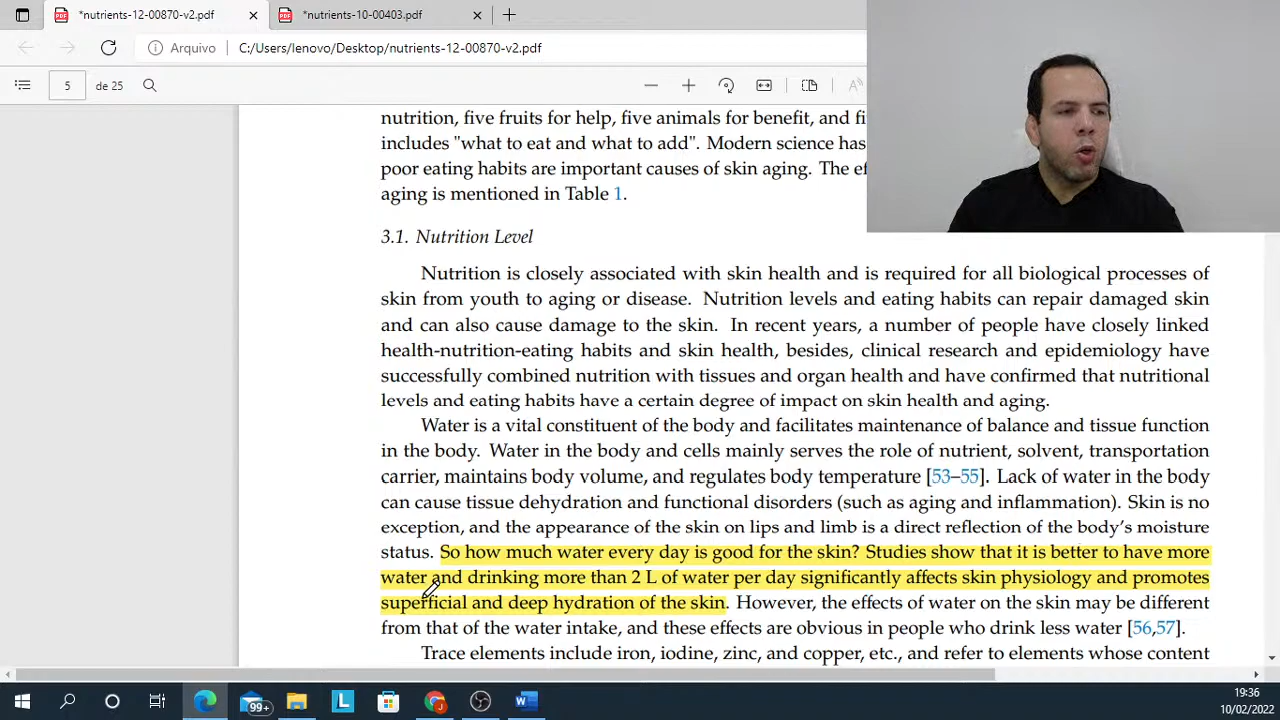 *nutrients-12-00870-v2.pdf
*nutrients-10-00403.pdf
Arquivo
C:/Users/lenovo/Desktop/nutrients-12-00870-v2.pdf
5
de 25
nutrition, five fruits for help, five animals for benefit, and fi
includes "what to eat and what to add". Modern science has
poor eating habits are important causes of skin aging. The ef
aging is mentioned in Table 1.
3.1. Nutrition Level
Nutrition is closely associated with skin health and is required for all biological processes of
skin from youth to aging or disease. Nutrition levels and eating habits can repair damaged skin
and can also cause damage to the skin. In recent years, a number of people have closely linked
health-nutrition-eating habits and skin health, besides, clinical research and epidemiology have
successfully combined nutrition with tissues and organ health and have confirmed that nutritional
levels and eating habits have a certain degree of impact on skin health and aging.
Water is a vital constituent of the body and facilitates maintenance of balance and tissue function
in the body. Water in the body and cells mainly serves the role of nutrient, solvent, transportation
carrier, maintains body volume, and regulates body temperature [53–55]. Lack of water in the body
can cause tissue dehydration and functional disorders (such as aging and inflammation). Skin is no
exception, and the appearance of the skin on lips and limb is a direct reflection of the body's moisture
status. So how much water every day is good for the skin? Studies show that it is better to have more
water and drinking more than 2 L of water per day significantly affects skin physiology and promotes
superficial and deep hydration of the skin. However, the effects of water on the skin may be different
from that of the water intake, and these effects are obvious in people who drink less water [56,57].
Trace elements include iron, iodine, zinc, and copper, etc., and refer to elements whose content
99+
19:36
10/02/2022